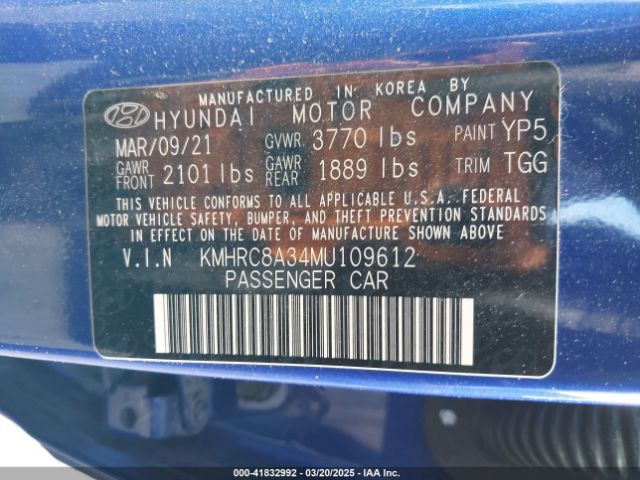 MANUFACTURED IN KOREA BY
HYUNDAI MOTOR COMPANY
MAR/09/21 GVWR 3770 lbs PAINT YP5
GAWR FRONT 2101 lbs GAWR REAR 1889 lbs TRIM TGG
THIS VEHICLE CONFORMS TO ALL APPLICABLE U.S.A. FEDERAL
MOTOR VEHICLE SAFETY, BUMPER, AND THEFT PREVENTION STANDARDS
IN EFFECT ON THE DATE OF MANUFACTURE SHOWN ABOVE.
V.I.N KMHRC8A34MU109612
PASSENGER CAR
000-41832992 | 03/20/2025 | IAA Inc.